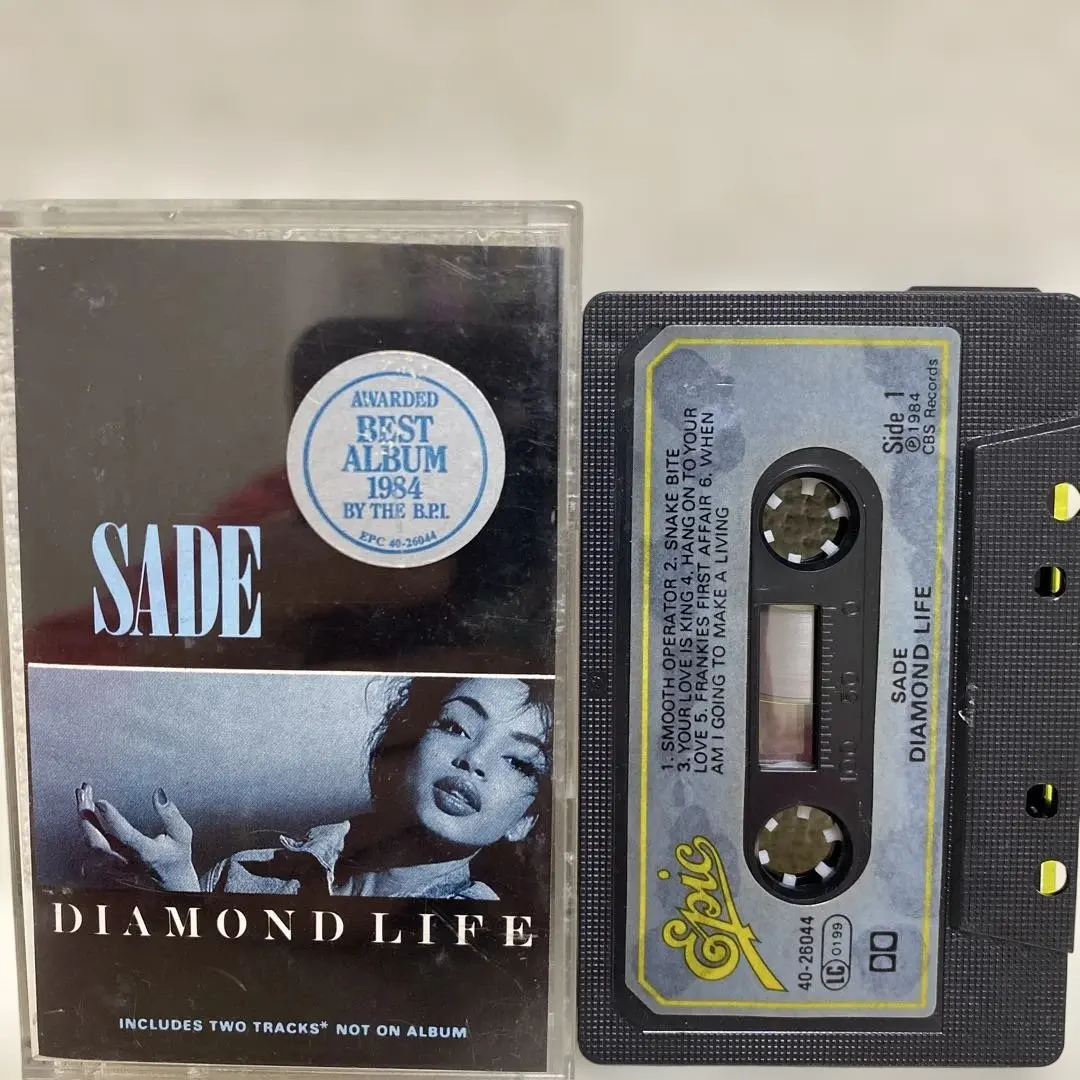 AWARDED
BEST
ALBUM
1984
BY THE B.P.I.
EPC 40-26044
SADE
DIAMOND LIFE
INCLUDES TWO TRACKS* NOT ON ALBUM
1. SMOOTH OPERATOR 2. SNAKE BITE
3. YOUR LOVE IS KING 4. HANG ON TO YOUR
LOVE 5. FRANKIES FIRST AFFAIR 6. WHEN
AM I GOING TO MAKE A LIVING
Side 1
℗ 1984
CBS Records
0
50
100
SADE
DIAMOND LIFE
Epic
40-26044
LC 0199